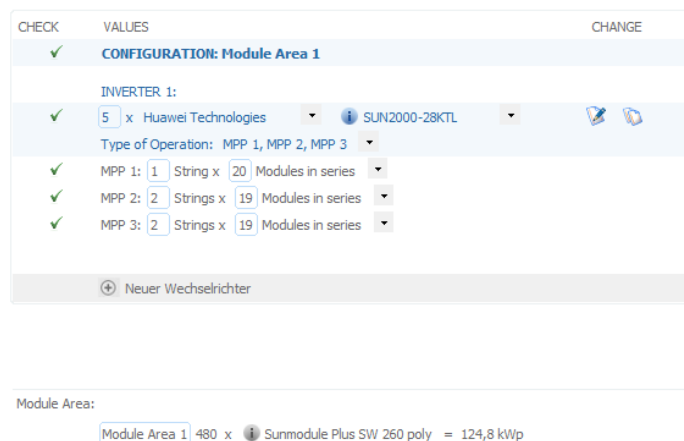 CHECK VALUES CHANGE
CONFIGURATION: Module Area 1
INVERTER 1:
5 x Huawei Technologies SUN2000-28KTL
Type of Operation: MPP 1, MPP 2, MPP 3
MPP 1: 1 String x 20 Modules in series
MPP 2: 2 Strings x 19 Modules in series
MPP 3: 2 Strings x 19 Modules in series
Neuer Wechselrichter
Module Area:
Module Area 1 480 x Sunmodule Plus SW 260 poly = 124,8 kWp